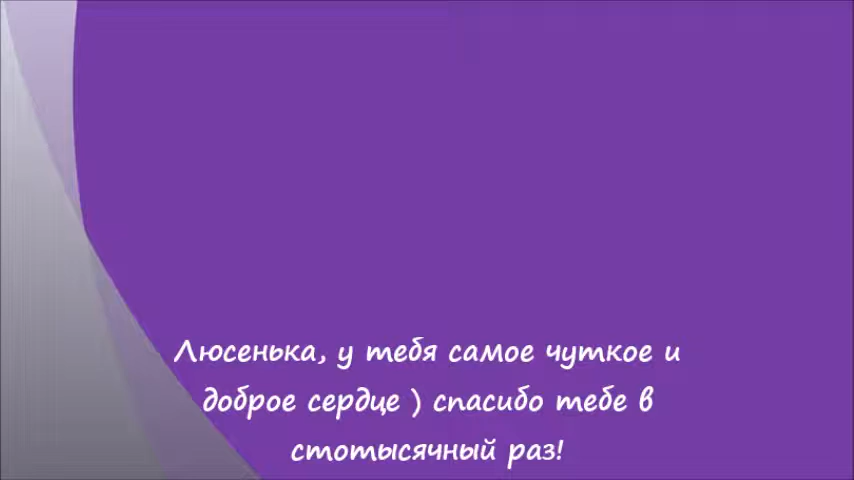 Люсенька, у тебя самое чуткое и
доброе сердце ) спасибо тебе в
стотысячный раз!